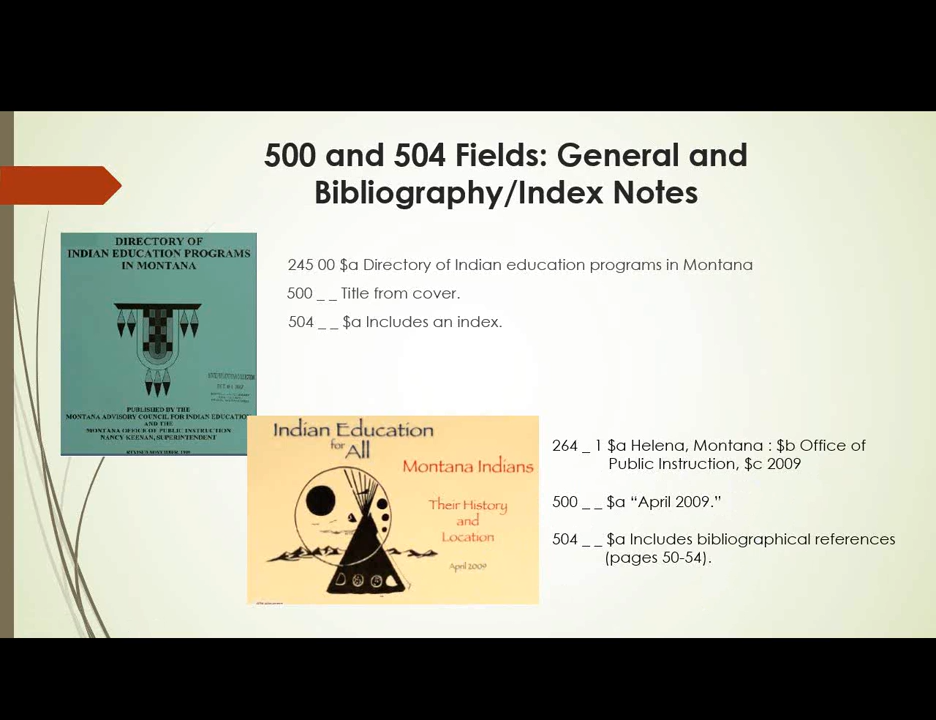 500 and 504 Fields: General and
Bibliography/Index Notes
DIRECTORY OF
INDIAN EDUCATION PROGRAMS
IN MONTANA
PUBLISHED BY THE
MONTANA ADVISORY COUNCIL FOR INDIAN EDUCATION
AND THE
MONTANA OFFICE OF PUBLIC INSTRUCTION
NANCY KEENAN, SUPERINTENDENT
REVISED NOVEMBER, 1989
245 00 $a Directory of Indian education programs in Montana
500 _ _ Title from cover.
504 _ _ $a Includes an index.
Indian Education
for
All
Montana Indians
Their History
and
Location
April 2009
264 _ 1 $a Helena, Montana : $b Office of
Public Instruction, $c 2009
500 _ _ $a “April 2009.”
504 _ _ $a Includes bibliographical references
(pages 50-54).